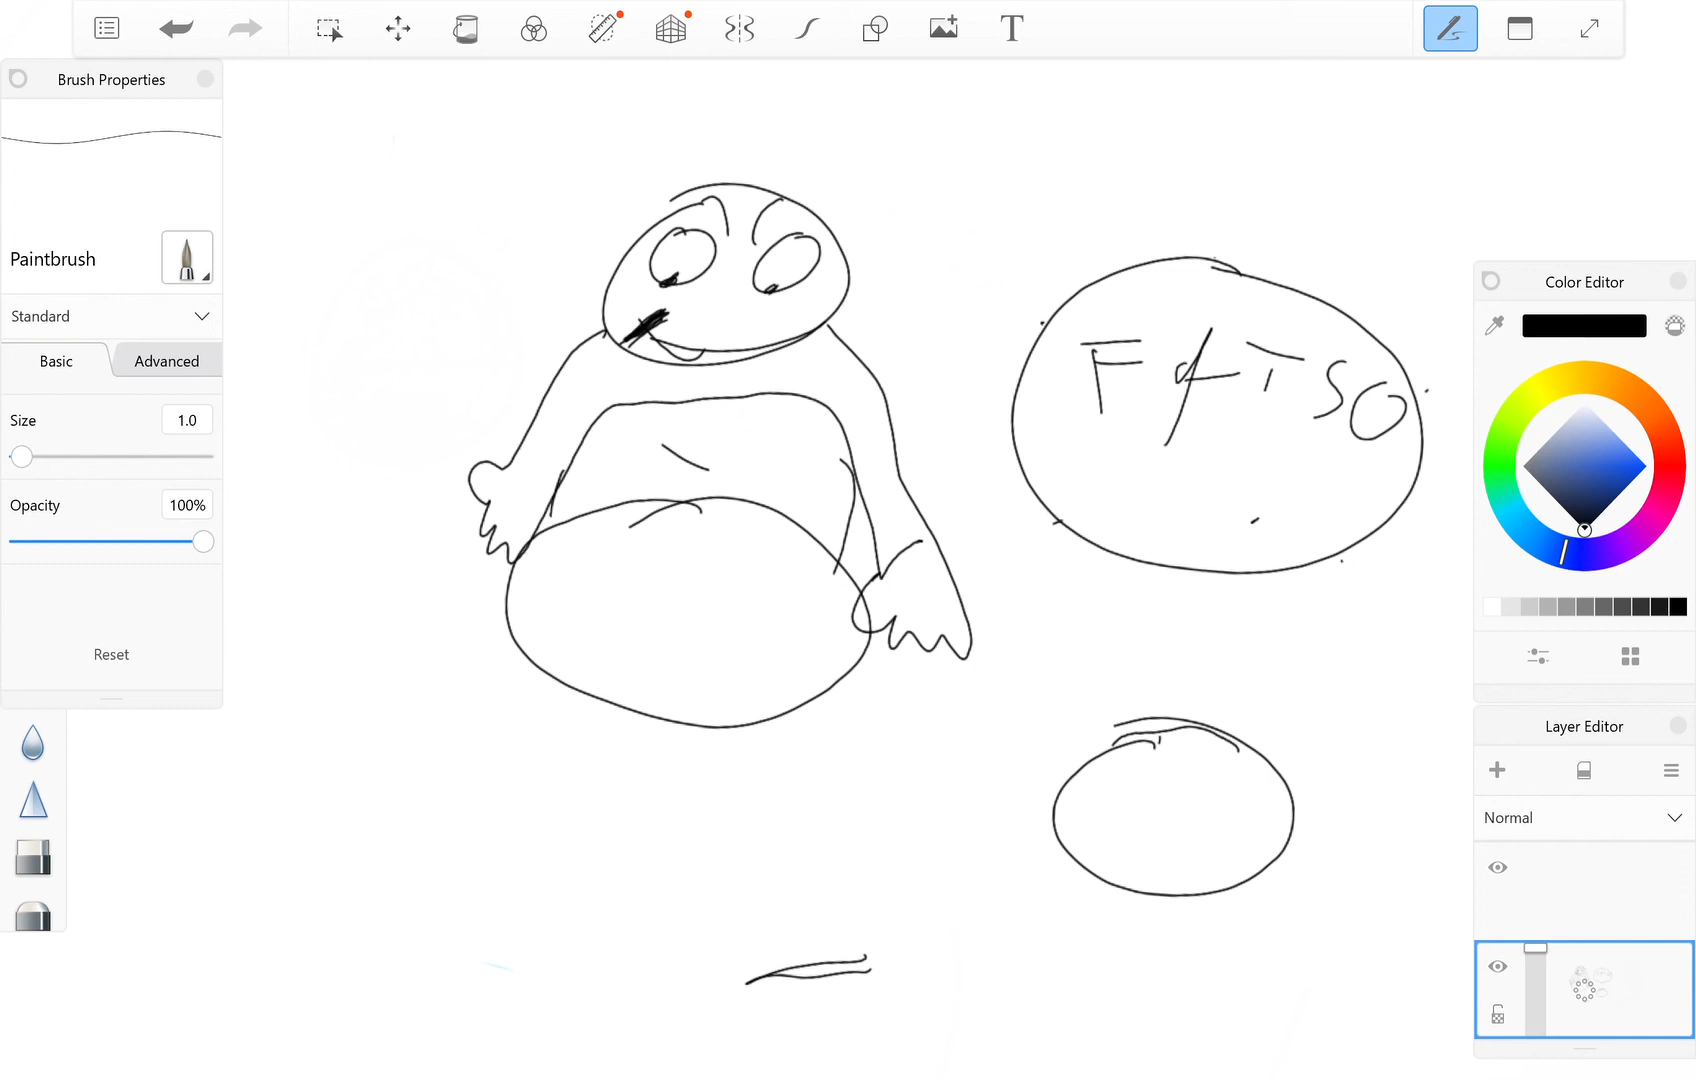 T
Brush Properties
Paintbrush
Standard
Basic Advanced
Size 1.0
Opacity 100%
Reset
FATSO
Color Editor
Layer Editor
Normal